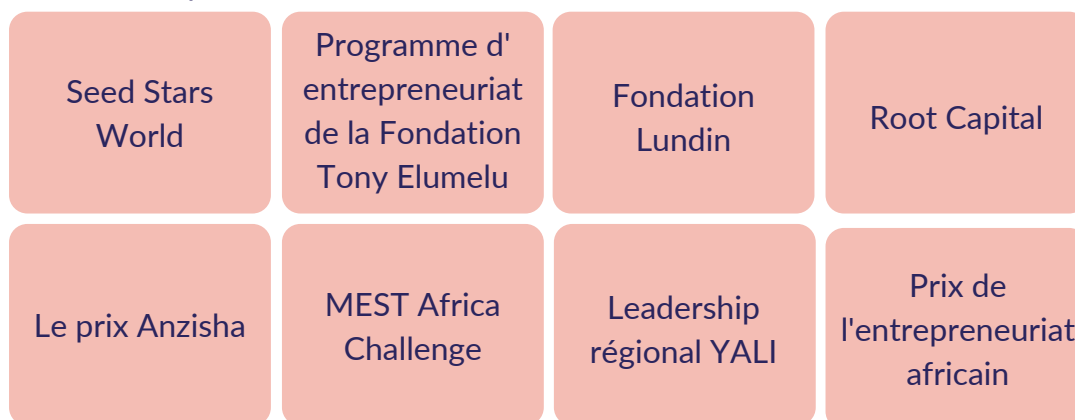 Seed Stars
World
Programme d'
entrepreneuriat
de la Fondation
Tony Elumelu
Fondation
Lundin
Root Capital
Le prix Anzisha
MEST Africa
Challenge
Leadership
régional YALI
Prix de
l'entrepreneuriat
africain